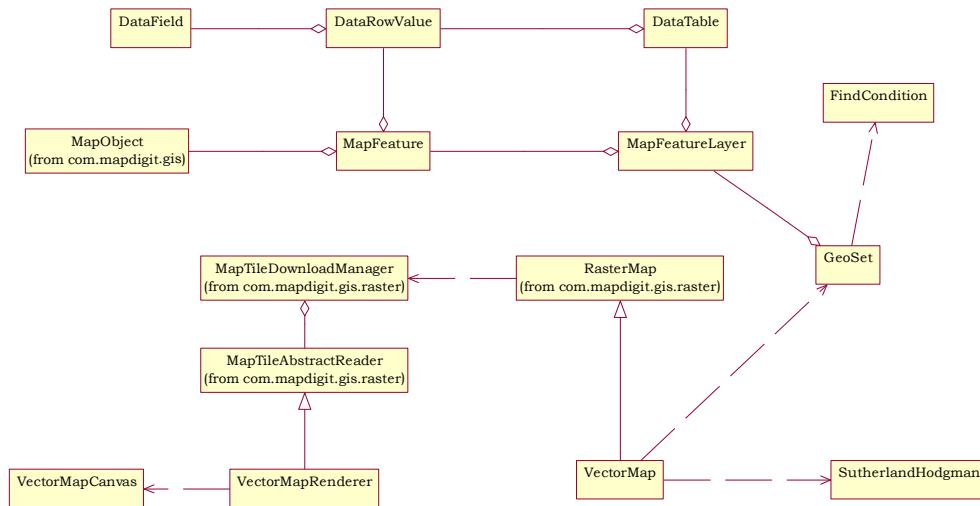 DataField
DataRowValue
DataTable
FindCondition
MapObject
(from com.mapdigit.gis)
MapFeature
MapFeatureLayer
GeoSet
MapTileDownloadManager
(from com.mapdigit.gis.raster)
RasterMap
(from com.mapdigit.gis.raster)
MapTileAbstractReader
(from com.mapdigit.gis.raster)
VectorMapCanvas
VectorMapRenderer
VectorMap
SutherlandHodgman